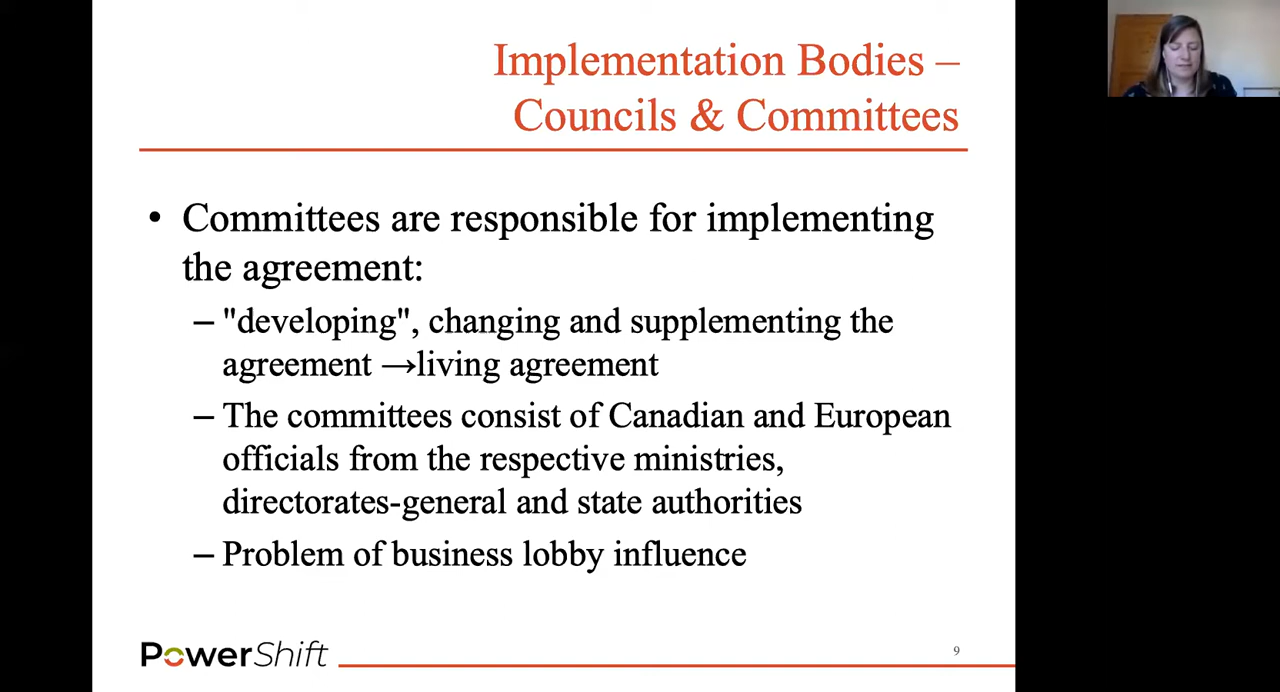 Implementation Bodies –
Councils & Committees
• Committees are responsible for implementing
the agreement:
– "developing", changing and supplementing the
agreement →living agreement
– The committees consist of Canadian and European
officials from the respective ministries,
directorates-general and state authorities
– Problem of business lobby influence
PowerShift
9